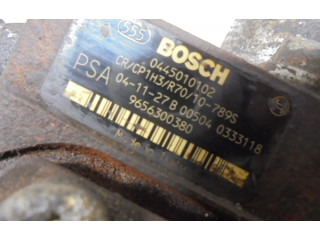 555 BOSCH
0445010102
CR/CP1H3/R70/10-789S
PSA 04-11-27 B 00504 0333118
9656300380